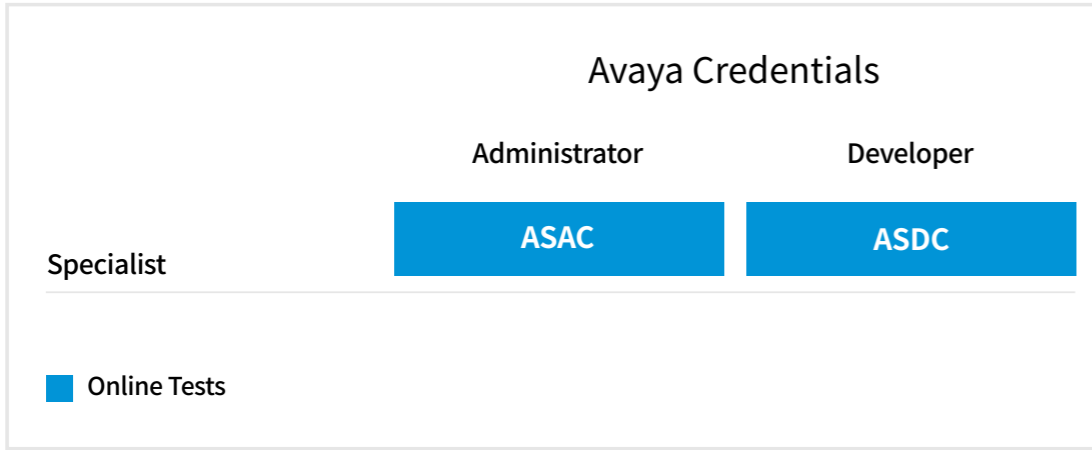 Avaya Credentials
Administrator Developer
ASAC ASDC
Specialist
Online Tests